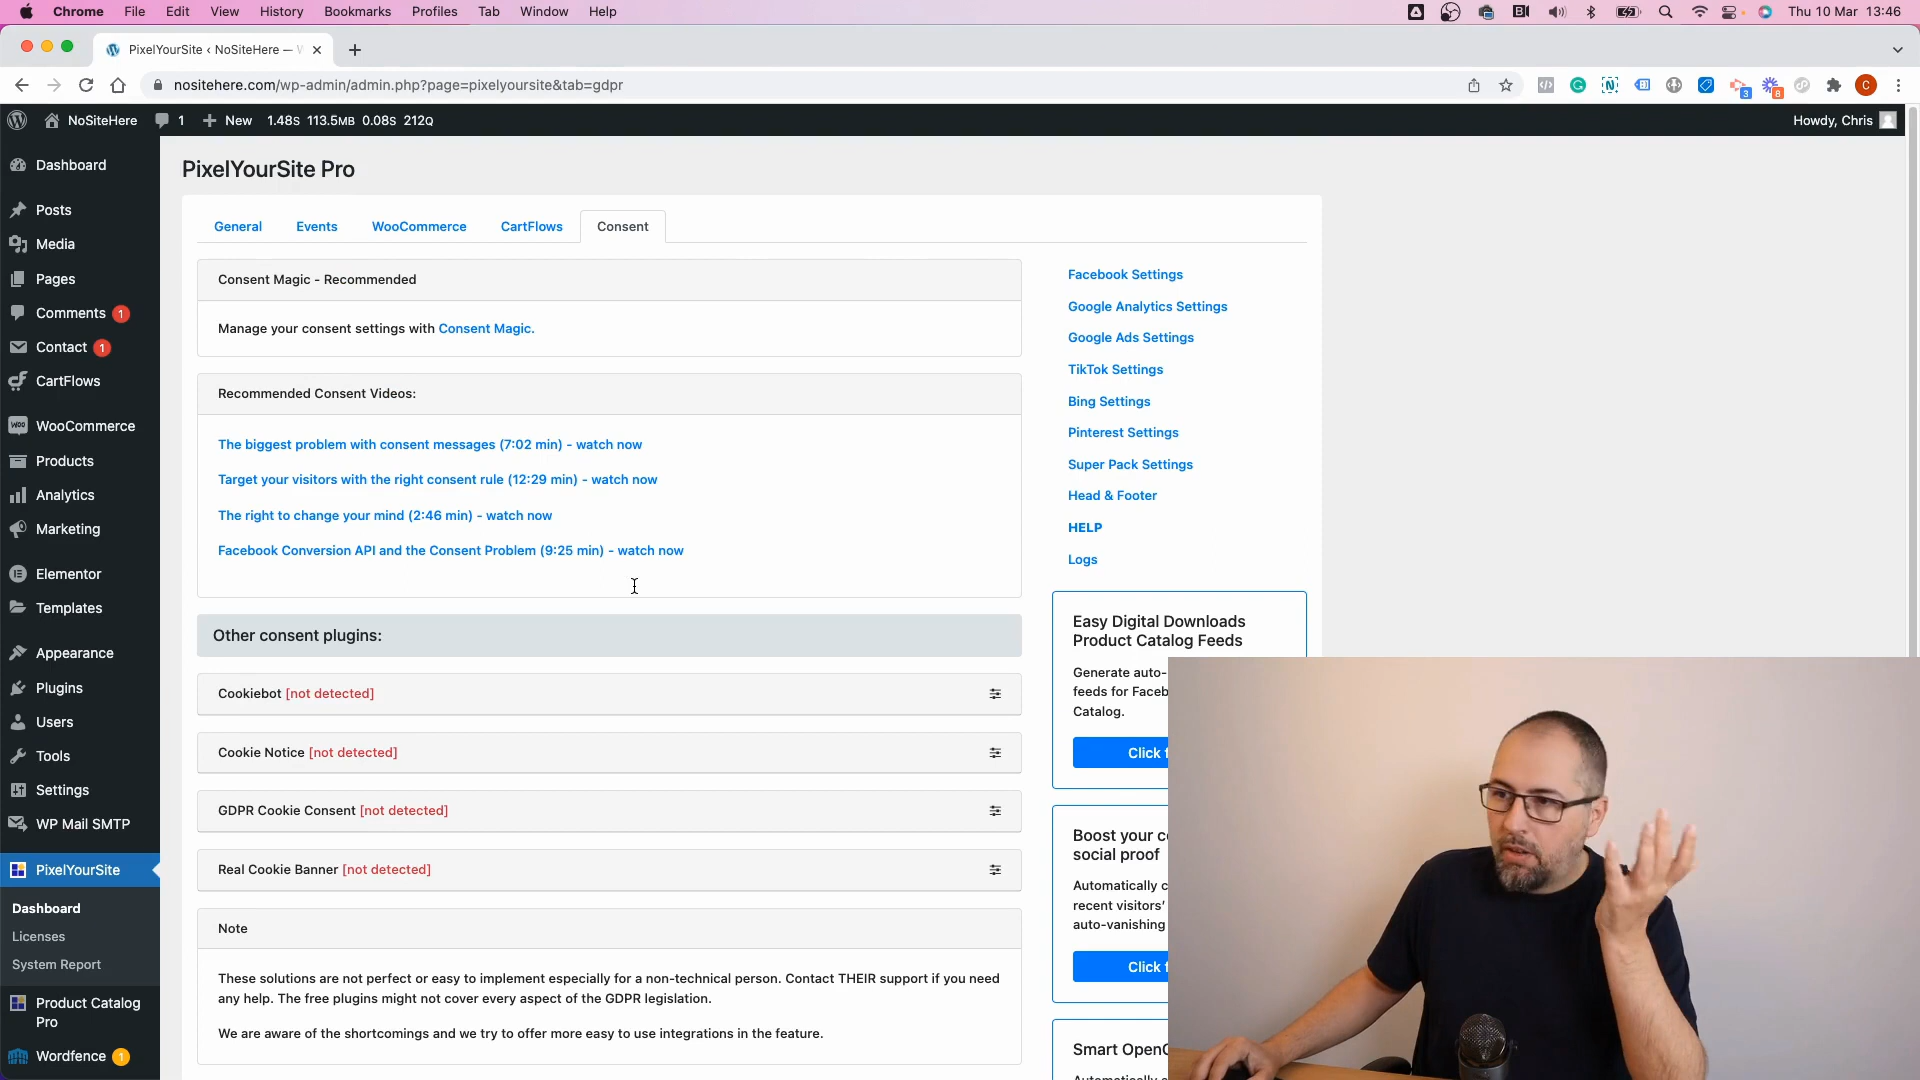 Chrome File Edit View History Bookmarks Profiles Tab Window Help
Thu 10 Mar 13:46
PixelYourSite ‹ NoSiteHere —
nositehere.com/wp-admin/admin.php?page=pixelyoursite&tab=gdpr
3
8
C
NoSiteHere 1 New 1.48S 113.5MB 0.08S 212Q
Howdy, Chris
Dashboard
Posts
Media
Pages
Comments 1
Contact 1
CartFlows
WooCommerce
Products
Analytics
Marketing
Elementor
Templates
Appearance
Plugins
Users
Tools
Settings
WP Mail SMTP
PixelYourSite
Dashboard
Licenses
System Report
Product Catalog
Pro
Wordfence 1
PixelYourSite Pro
General Events WooCommerce CartFlows Consent
Consent Magic - Recommended
Manage your consent settings with Consent Magic.
Recommended Consent Videos:
The biggest problem with consent messages (7:02 min) - watch now
Target your visitors with the right consent rule (12:29 min) - watch now
The right to change your mind (2:46 min) - watch now
Facebook Conversion API and the Consent Problem (9:25 min) - watch now
Other consent plugins:
Cookiebot [not detected]
Cookie Notice [not detected]
GDPR Cookie Consent [not detected]
Real Cookie Banner [not detected]
Note
These solutions are not perfect or easy to implement especially for a non-technical person. Contact THEIR support if you need
any help. The free plugins might not cover every aspect of the GDPR legislation.
We are aware of the shortcomings and we try to offer more easy to use integrations in the feature.
Facebook Settings
Google Analytics Settings
Google Ads Settings
TikTok Settings
Bing Settings
Pinterest Settings
Super Pack Settings
Head & Footer
HELP
Logs
Easy Digital Downloads
Product Catalog Feeds
Generate auto-
feeds for Faceb
Catalog.
Click f
Boost your c
social proof
Automatically c
recent visitors'
auto-vanishing
Click f
Smart OpenG